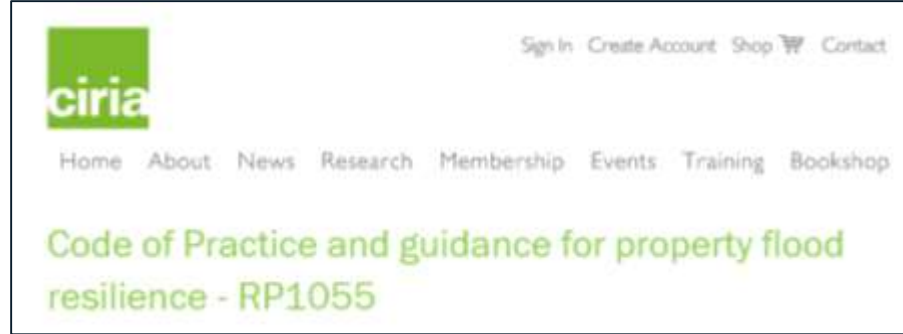 Sign In Create Account Shop Contact
ciria
Home About News Research Membership Events Training Bookshop
Code of Practice and guidance for property flood
resilience - RP1055